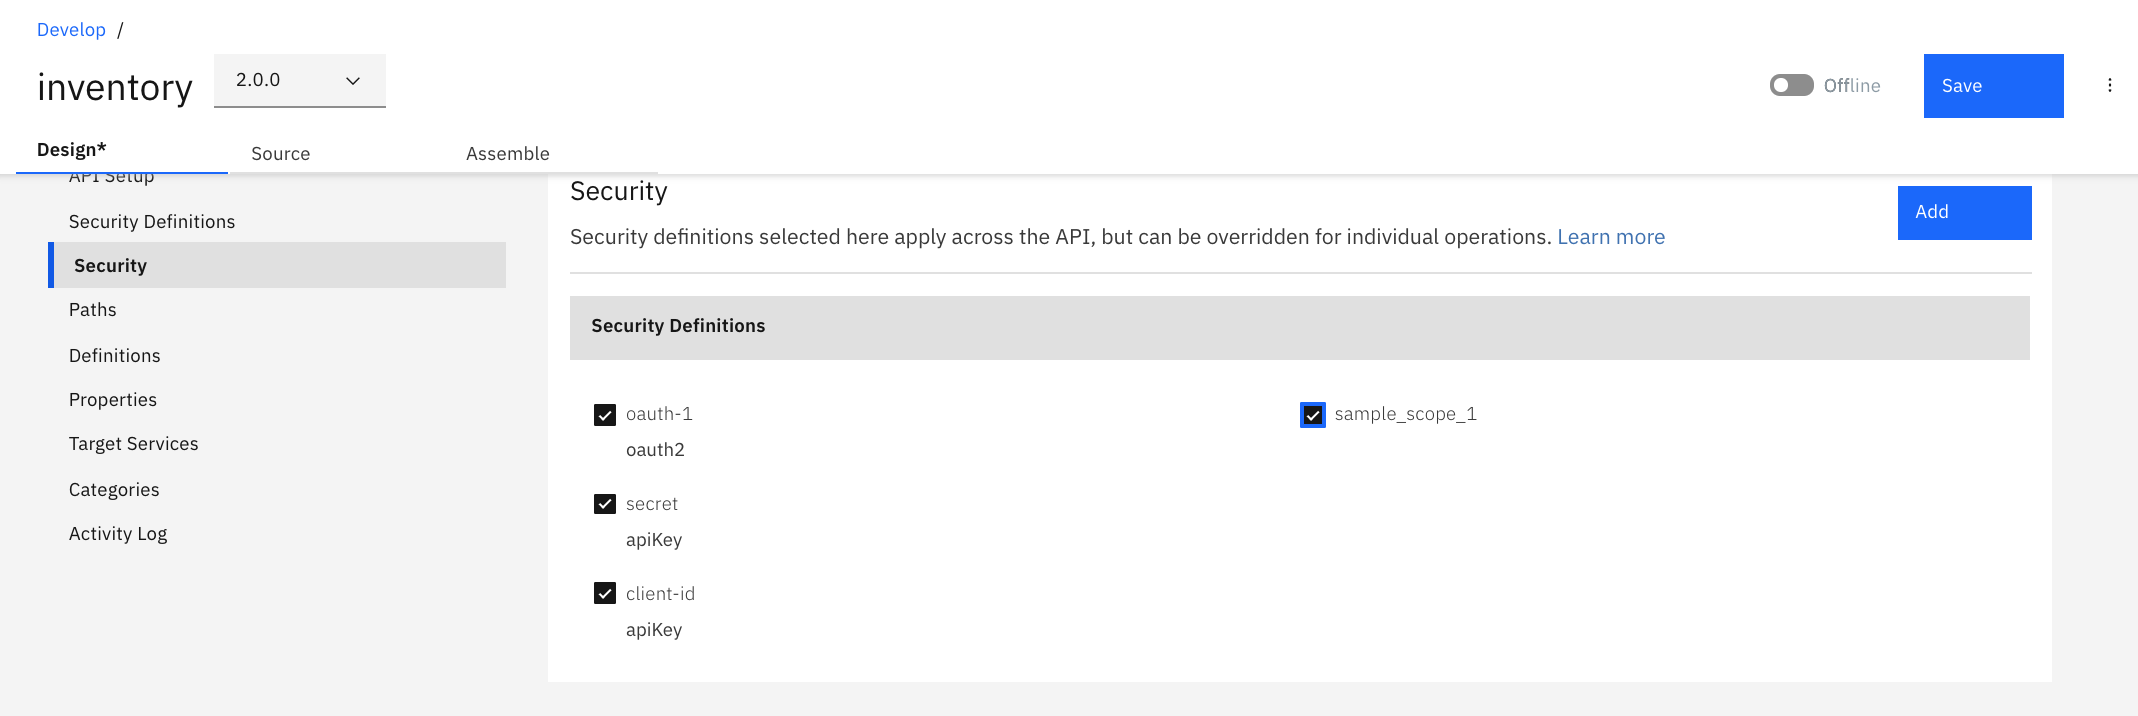 Develop /
inventory
2.0.0
Offline
Save
Design*
Source
Assemble
API Setup
Security Definitions
Security
Paths
Definitions
Properties
Target Services
Categories
Activity Log
Security
Add
Security definitions selected here apply across the API, but can be overridden for individual operations. Learn more
Security Definitions
oauth-1
sample_scope_1
oauth2
secret
apiKey
client-id
apiKey